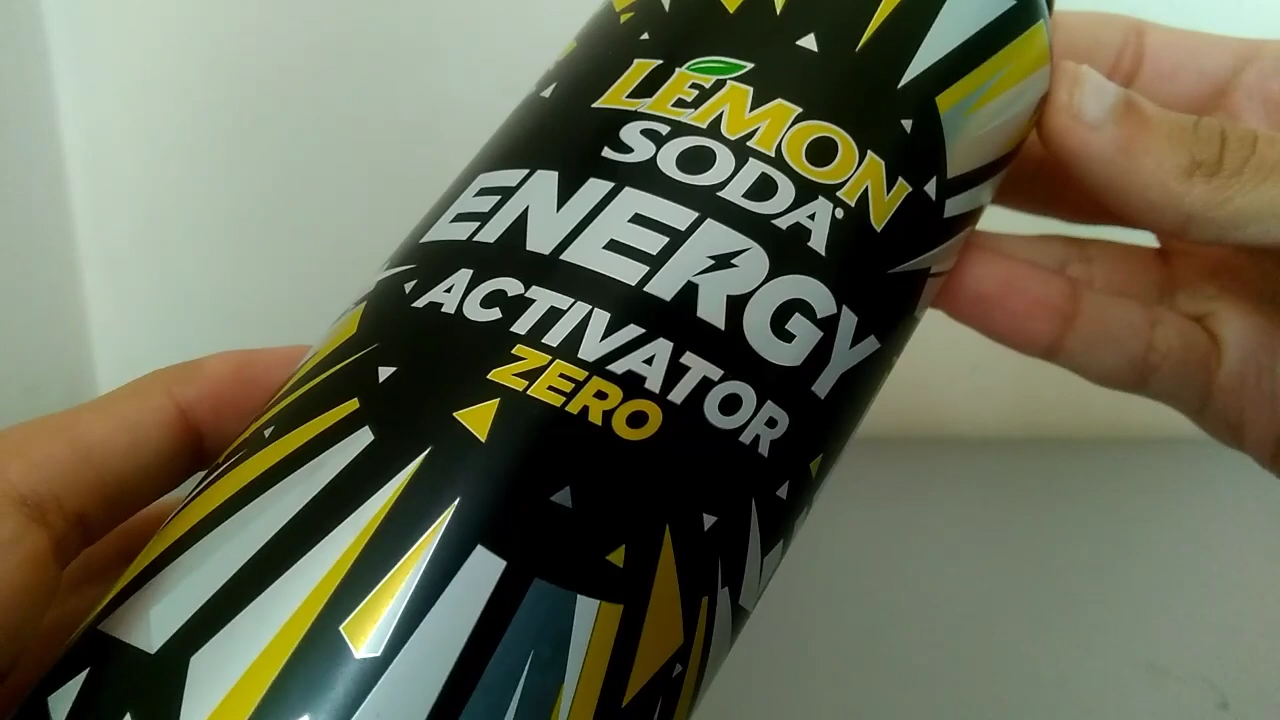 LEMON
SODA
ENERGY
ACTIVATOR
ZERO